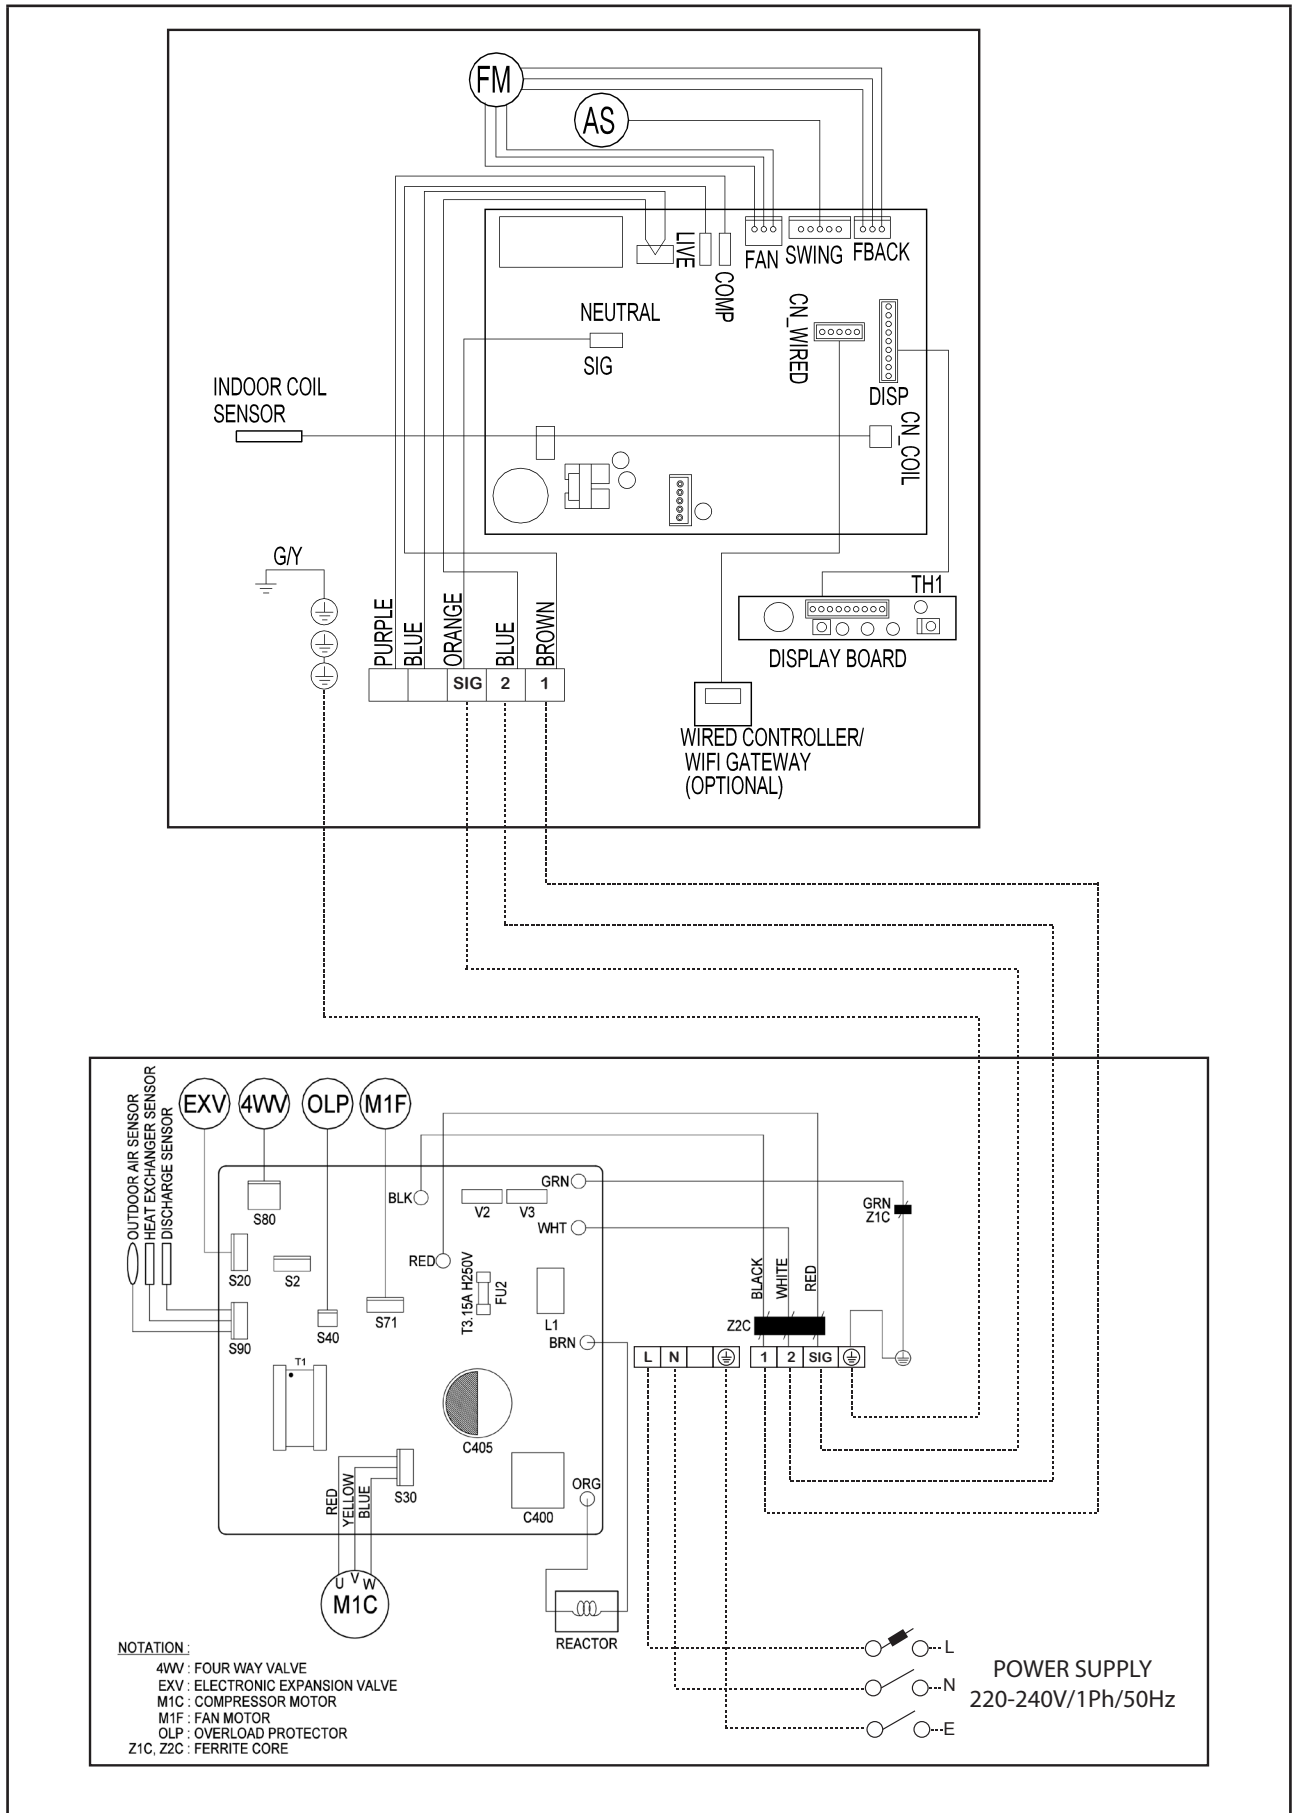 FM
AS
LIVE
COMP
FAN
SWING
FBACK
NEUTRAL
SIG
CN_WIRED
DISP
CN_COIL
INDOOR COIL
SENSOR
G/Y
PURPLE
BLUE
ORANGE
BLUE
BROWN
SIG
2
1
TH1
DISPLAY BOARD
WIRED CONTROLLER/
WIFI GATEWAY
(OPTIONAL)
OUTDOOR AIR SENSOR
HEAT EXCHANGER SENSOR
DISCHARGE SENSOR
EXV
4WV
OLP
M1F
S80
BLK
V2
V3
GRN
WHT
GRN
Z1C
S20
S2
RED
T3.15A H250V
FU2
L1
BLACK
WHITE
RED
S90
S40
S71
BRN
Z2C
L
N
1
2
SIG
T1
C405
S30
C400
ORG
RED
YELLOW
BLUE
U
V
W
M1C
REACTOR
NOTATION :
4WV : FOUR WAY VALVE
EXV : ELECTRONIC EXPANSION VALVE
M1C : COMPRESSOR MOTOR
M1F : FAN MOTOR
OLP : OVERLOAD PROTECTOR
Z1C, Z2C : FERRITE CORE
L
N
E
POWER SUPPLY
220-240V/1Ph/50Hz